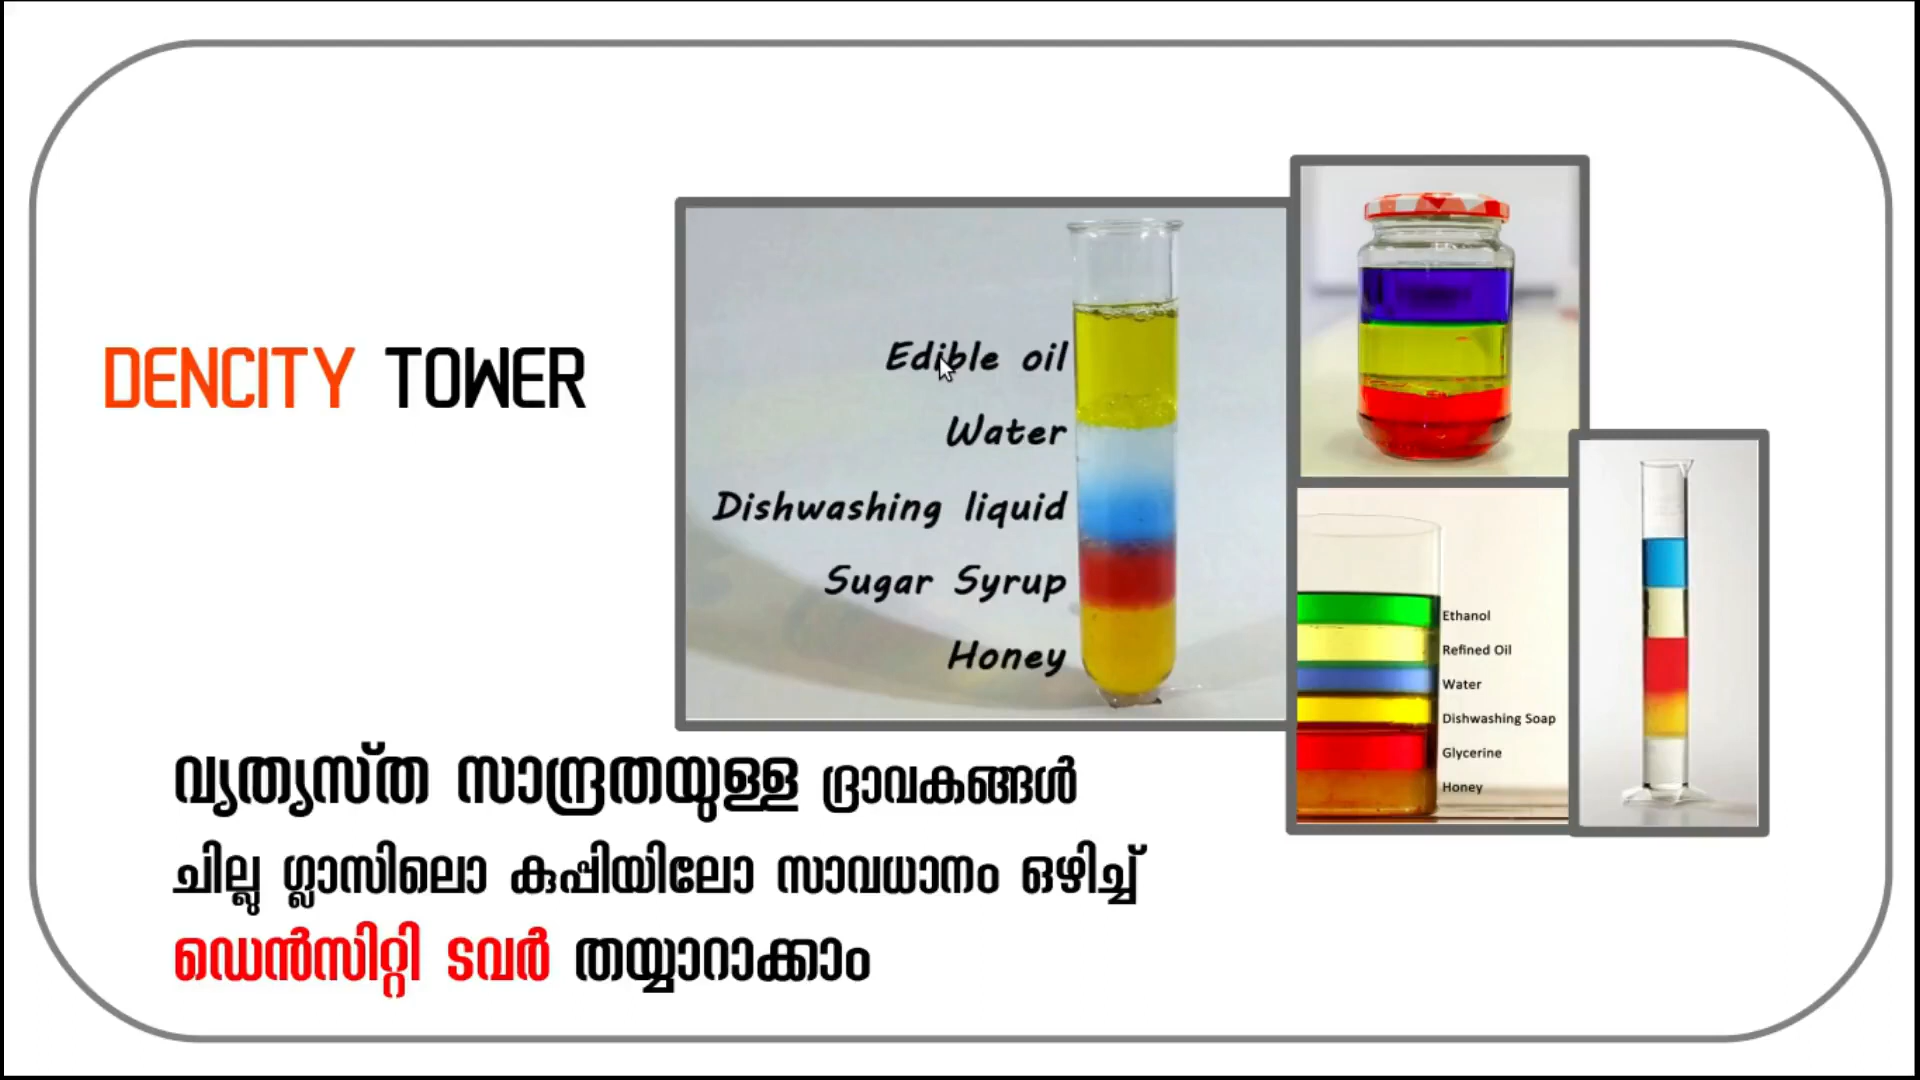 DENCITY TOWER
Edible oil
Water
Dishwashing liquid
Sugar Syrup
Honey
Ethanol
Refined Oil
Water
Dishwashing Soap
Glycerine
Honey
വ്യത്യസ്ത സാന്ദ്രതയുള്ള ദ്രാവകങ്ങൾ
ചില്ലു ഗ്ലാസിലൊ കുപ്പിയിലോ സാവധാനം ഒഴിച്ച്
ഡെൻസിറ്റി ടവർ തയ്യാറാക്കാം